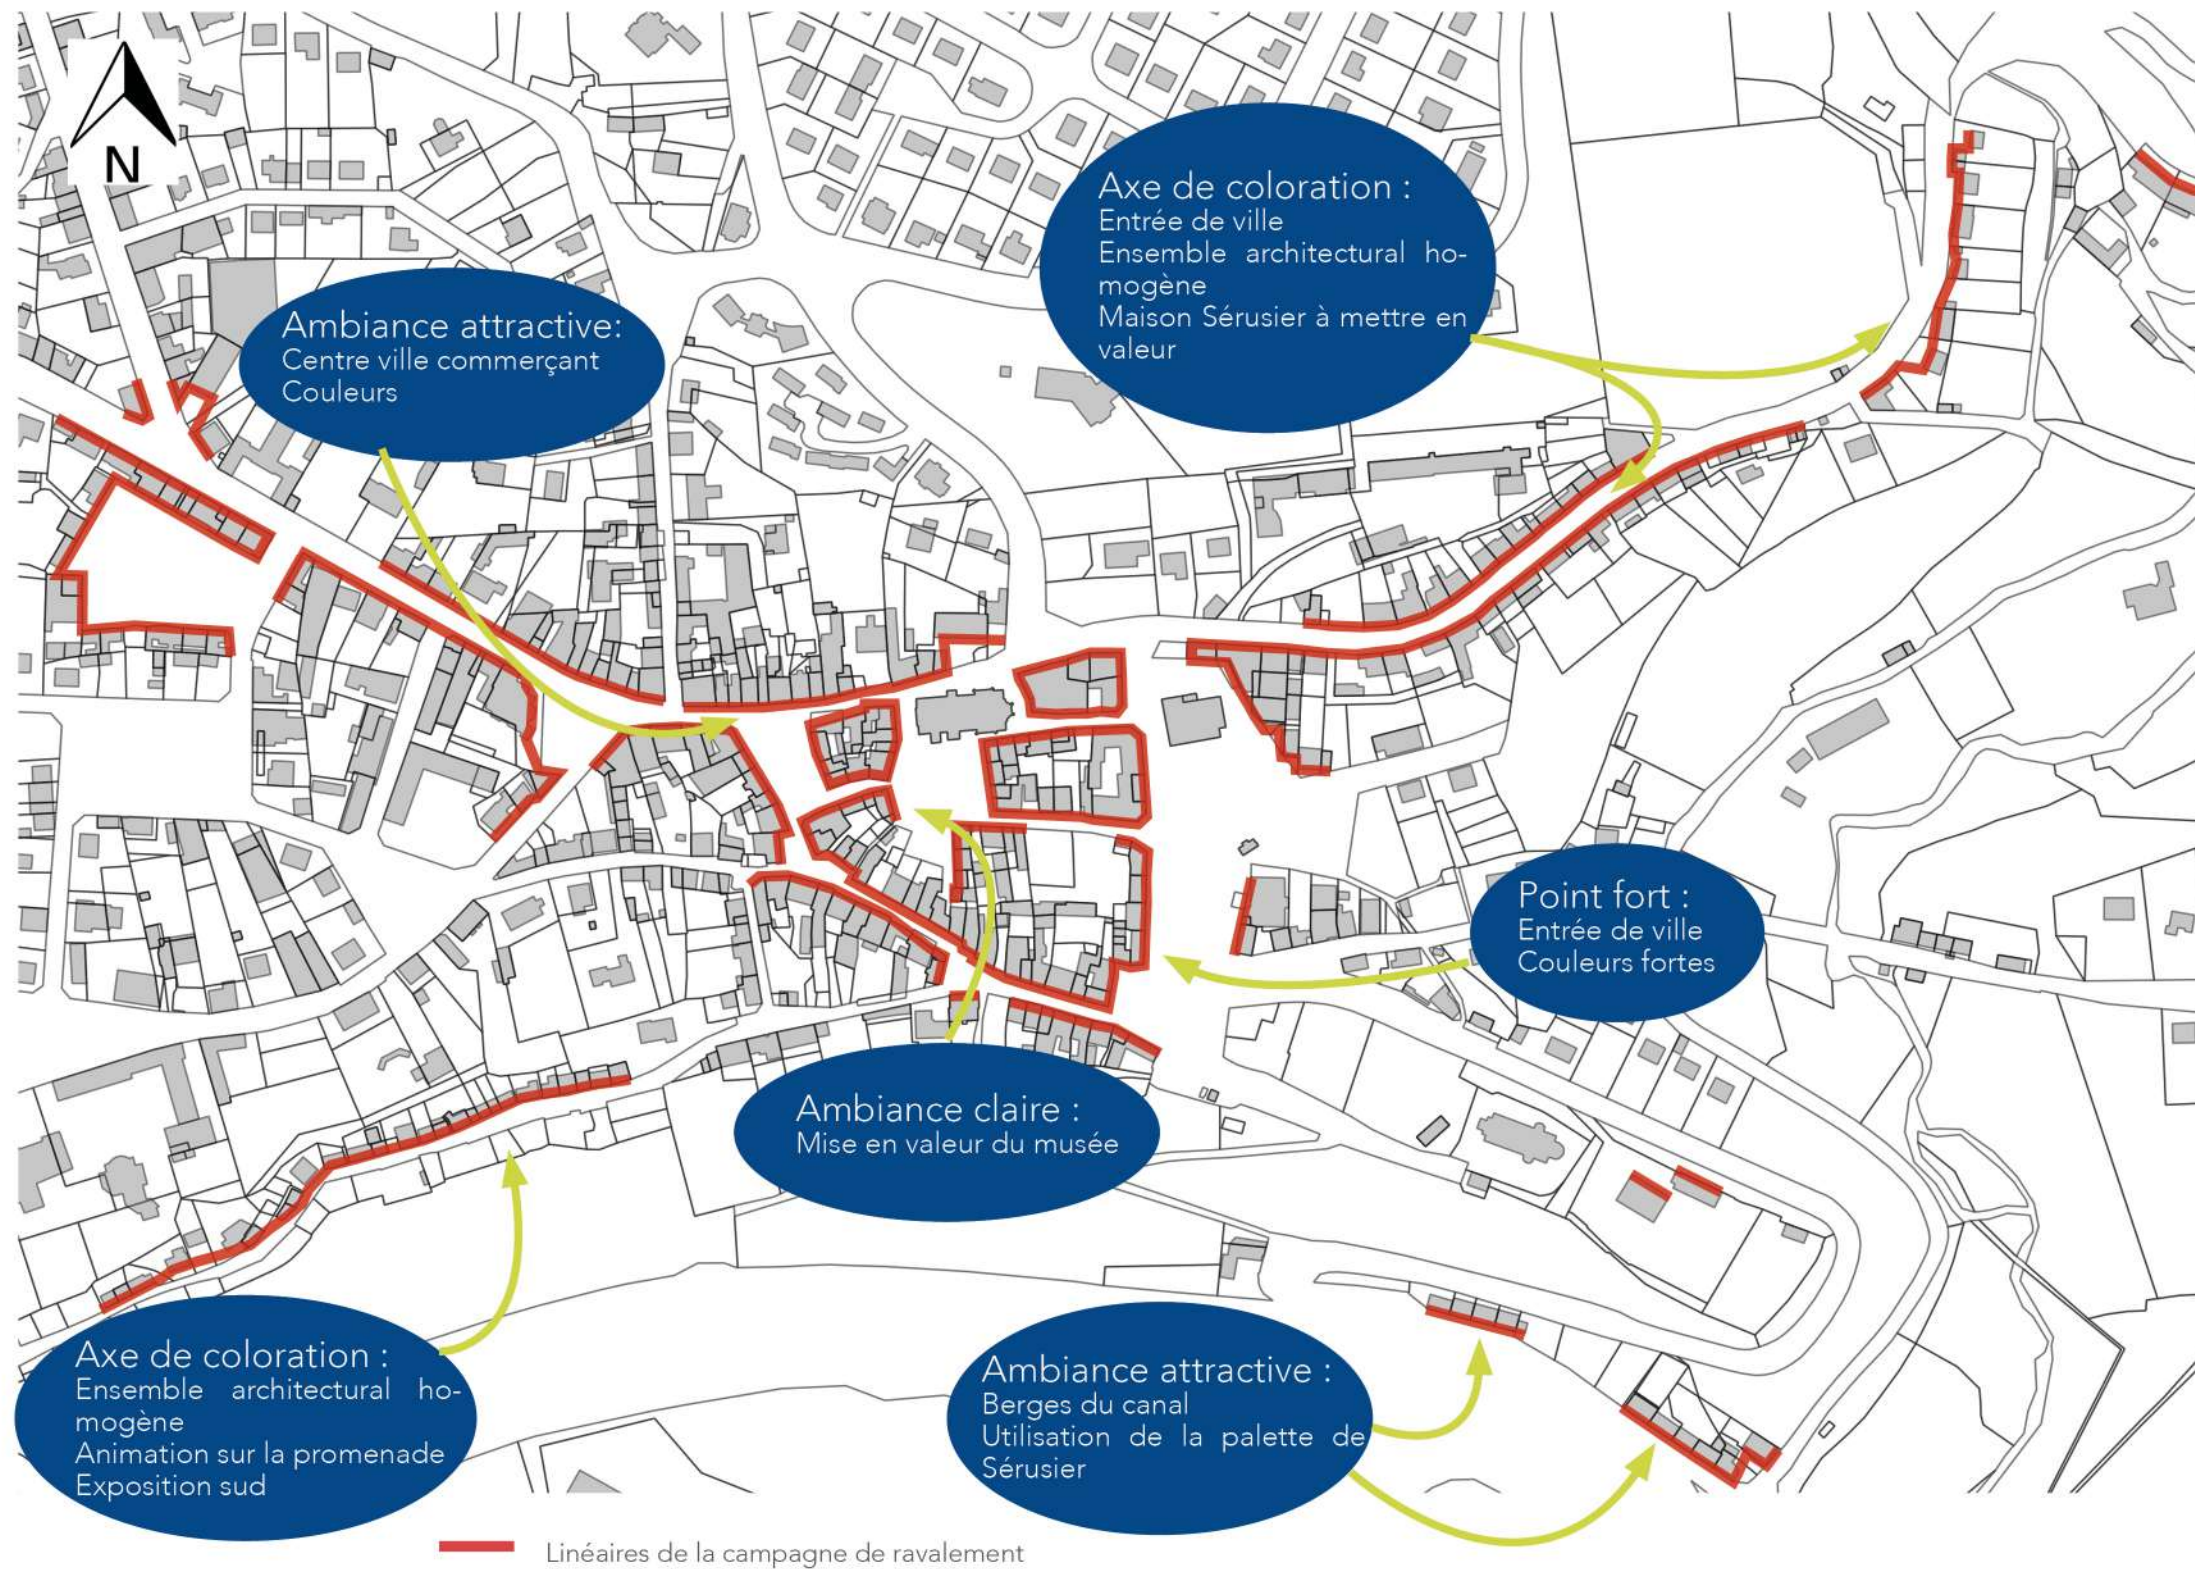 N
Axe de coloration :
Entrée de ville
Ensemble architectural ho-
mogène
Maison Sérusier à mettre en
valeur
Ambiance attractive:
Centre ville commerçant
Couleurs
Point fort :
Entrée de ville
Couleurs fortes
Ambiance claire :
Mise en valeur du musée
Axe de coloration :
Ensemble architectural ho-
mogène
Animation sur la promenade
Exposition sud
Ambiance attractive :
Berges du canal
Utilisation de la palette de
Sérusier
Linéaires de la campagne de ravalement